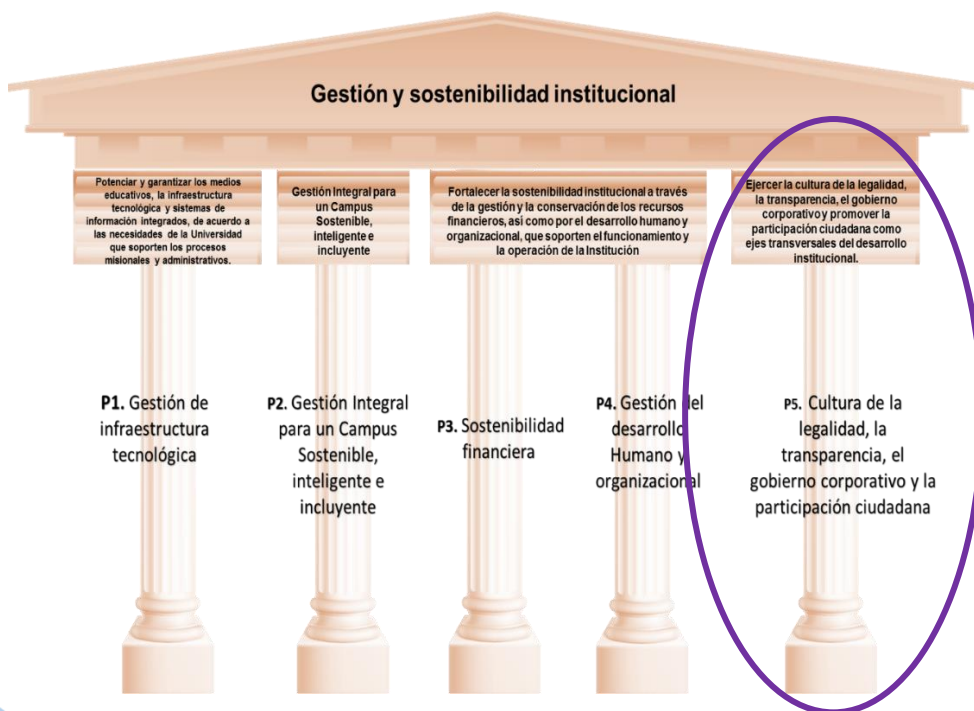 Gestión y sostenibilidad institucional
Potenciar y garantizar los medios
educativos, la infraestructura
tecnológica y sistemas de
información integrados, de acuerdo a
las necesidades de la Universidad
que soporten los procesos
misionales y administrativos.
Gestión Integral para
un Campus
Sostenible,
inteligente e
incluyente
Fortalecer la sostenibilidad institucional a través
de la gestión y la conservación de los recursos
financieros, así como por el desarrollo humano y
organizacional, que soporten el funcionamiento y
la operación de la Institución
Ejercer la cultura de la legalidad,
la transparencia, el gobierno
corporativo y promover la
participación ciudadana como
ejes transversales del desarrollo
institucional.
P1. Gestión de
infraestructura
tecnológica
P2. Gestión Integral
para un Campus
Sostenible,
inteligente e
incluyente
P3. Sostenibilidad
financiera
P4. Gestión del
desarrollo
Humano y
organizacional
P5. Cultura de la
legalidad, la
transparencia, el
gobierno corporativo y la
participación ciudadana